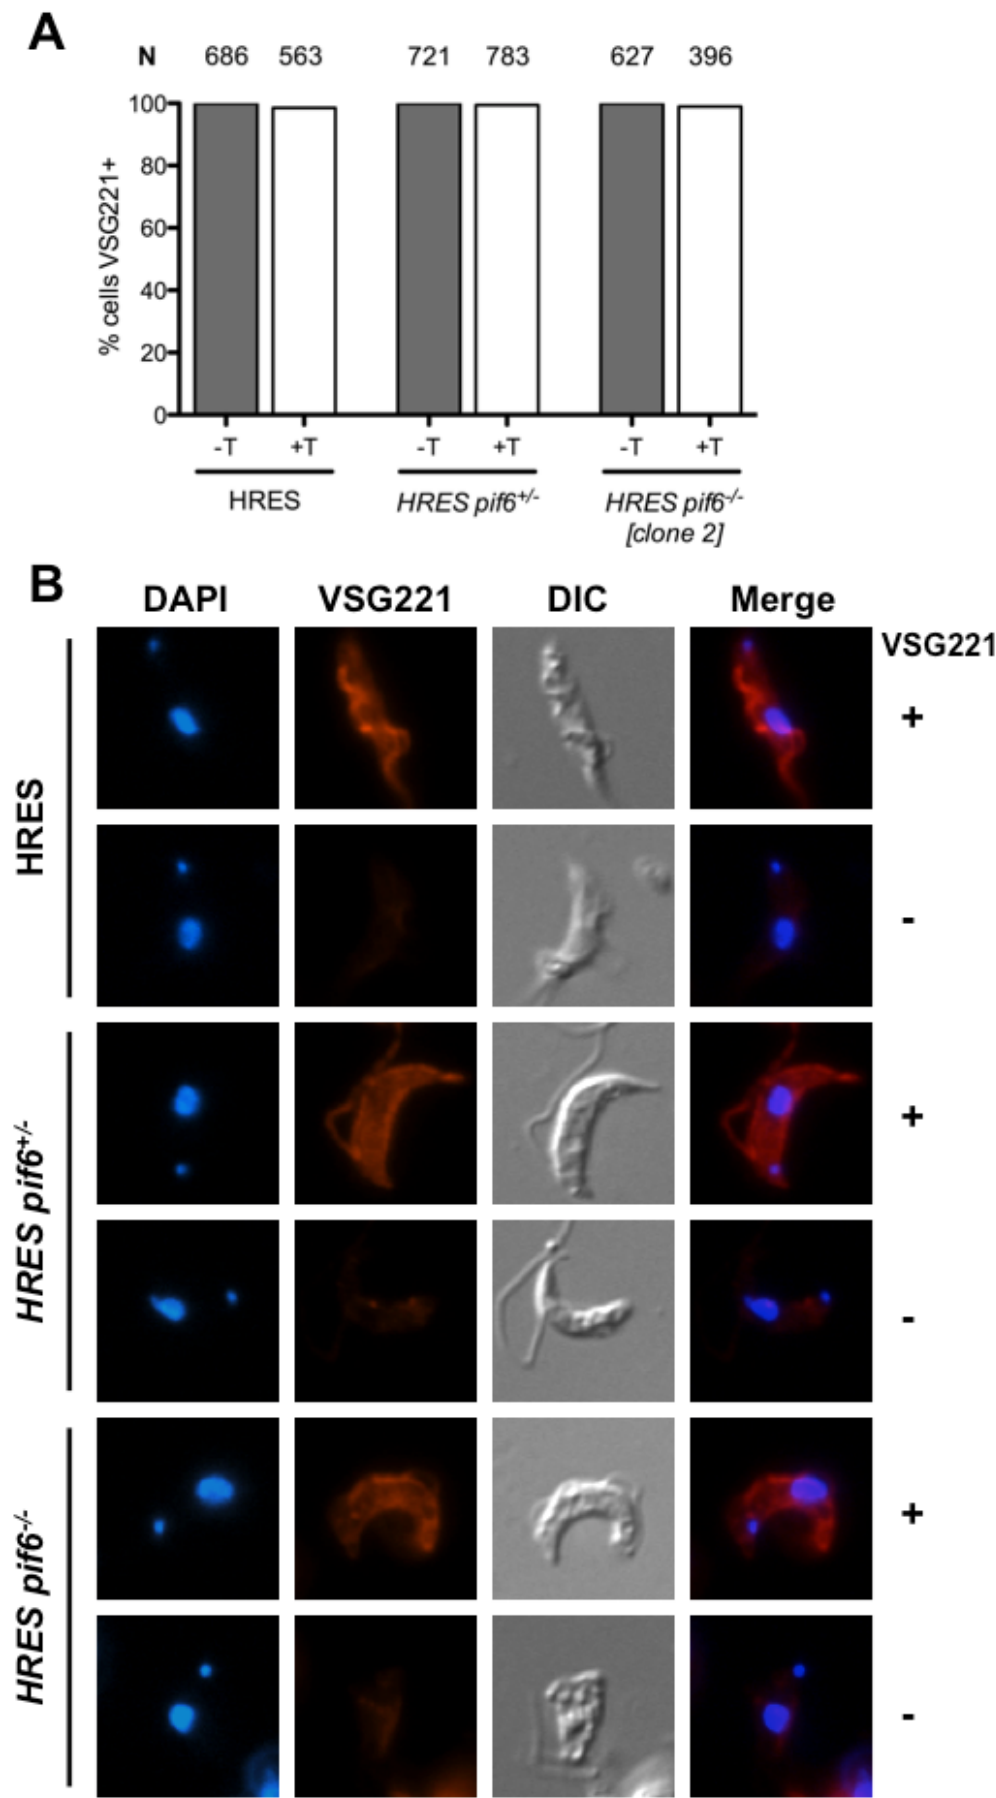 A
N 686 563 721 783 627 396
% cells VSG221+
100
80
60
40
20
0
-T +T -T +T -T +T
HRES HRES pif6+/- HRES pif6-/-
[clone 2]
B
DAPI VSG221 DIC Merge
VSG221
HRES
+
-
HRES pif6+/-
+
-
HRES pif6-/-
+
-